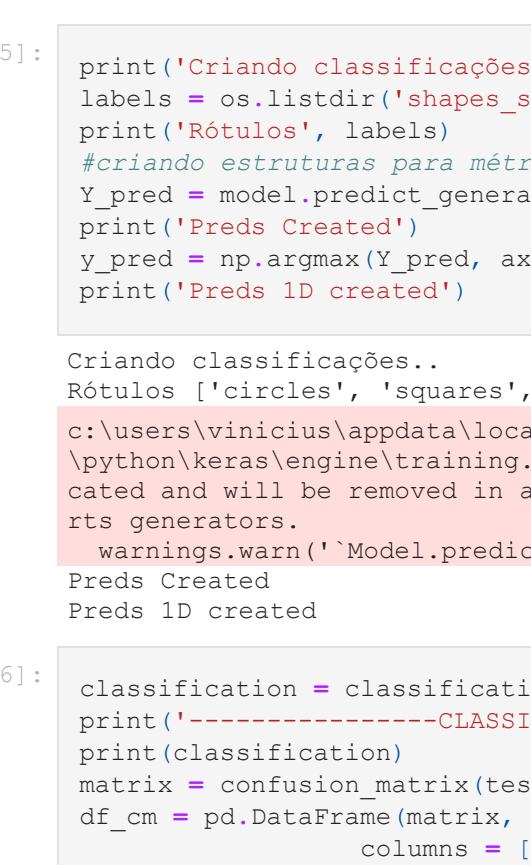 5]:
print('Criando classificações
labels = os.listdir('shapes_s
print('Rótulos', labels)
#criando estruturas para métr
Y_pred = model.predict_genera
print('Preds Created')
y_pred = np.argmax(Y_pred, ax
print('Preds 1D created')
Criando classificações..
Rótulos ['circles', 'squares',
c:\users\vinicius\appdata\loca
\python\keras\engine\training.
cated and will be removed in a
rts generators.
warnings.warn('`Model.predic
Preds Created
Preds 1D created
6]:
classification = classificati
print('----------------CLASSI
print(classification)
matrix = confusion_matrix(tes
df_cm = pd.DataFrame(matrix,
columns = [